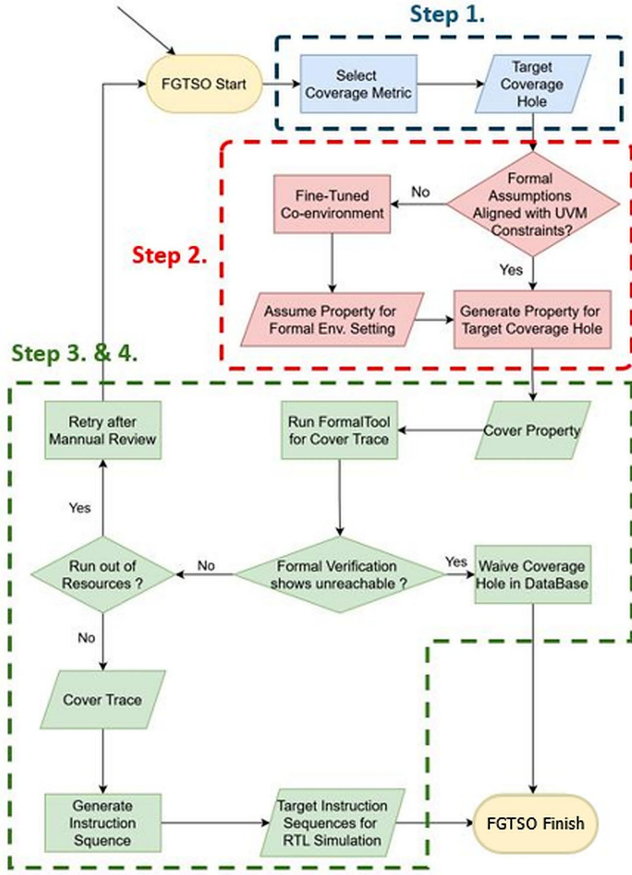 Step 1.
FGTSO Start
Select
Coverage Metric
Target
Coverage
Hole
Step 2.
Formal
Assumptions
Aligned with UVM
Constraints?
No
Fine-Tuned
Co-environment
Yes
Assume Property for
Formal Env. Setting
Generate Property for
Target Coverage Hole
Step 3. & 4.
Retry after
Mannual Review
Run FormalTool
for Cover Trace
Cover Property
Yes
Run out of
Resources ?
No
Formal Verification
shows unreachable ?
Yes
Waive Coverage
Hole in DataBase
No
Cover Trace
Generate
Instruction
Squence
Target Instruction
Sequences for
RTL Simulation
FGTSO Finish